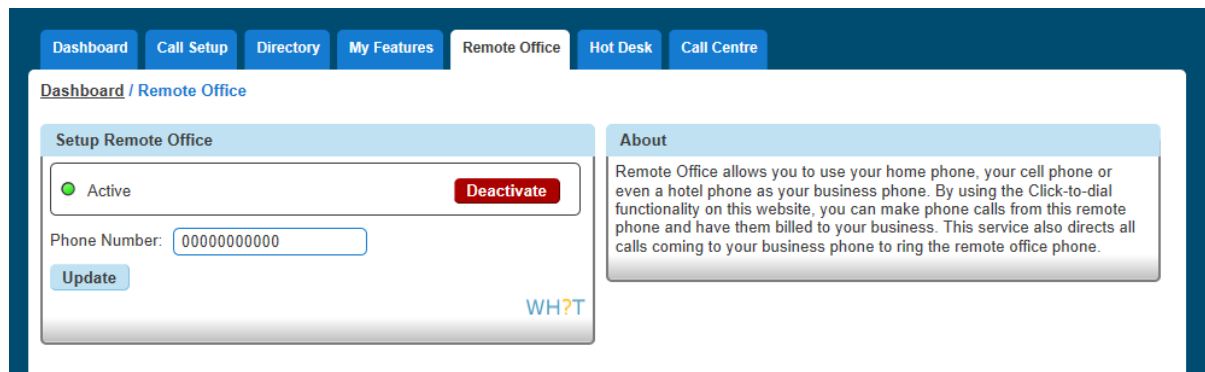 Dashboard Call Setup Directory My Features Remote Office Hot Desk Call Centre
Dashboard / Remote Office
Setup Remote Office
Active Deactivate
Phone Number: 00000000000
Update
WH?T
About
Remote Office allows you to use your home phone, your cell phone or
even a hotel phone as your business phone. By using the Click-to-dial
functionality on this website, you can make phone calls from this remote
phone and have them billed to your business. This service also directs all
calls coming to your business phone to ring the remote office phone.